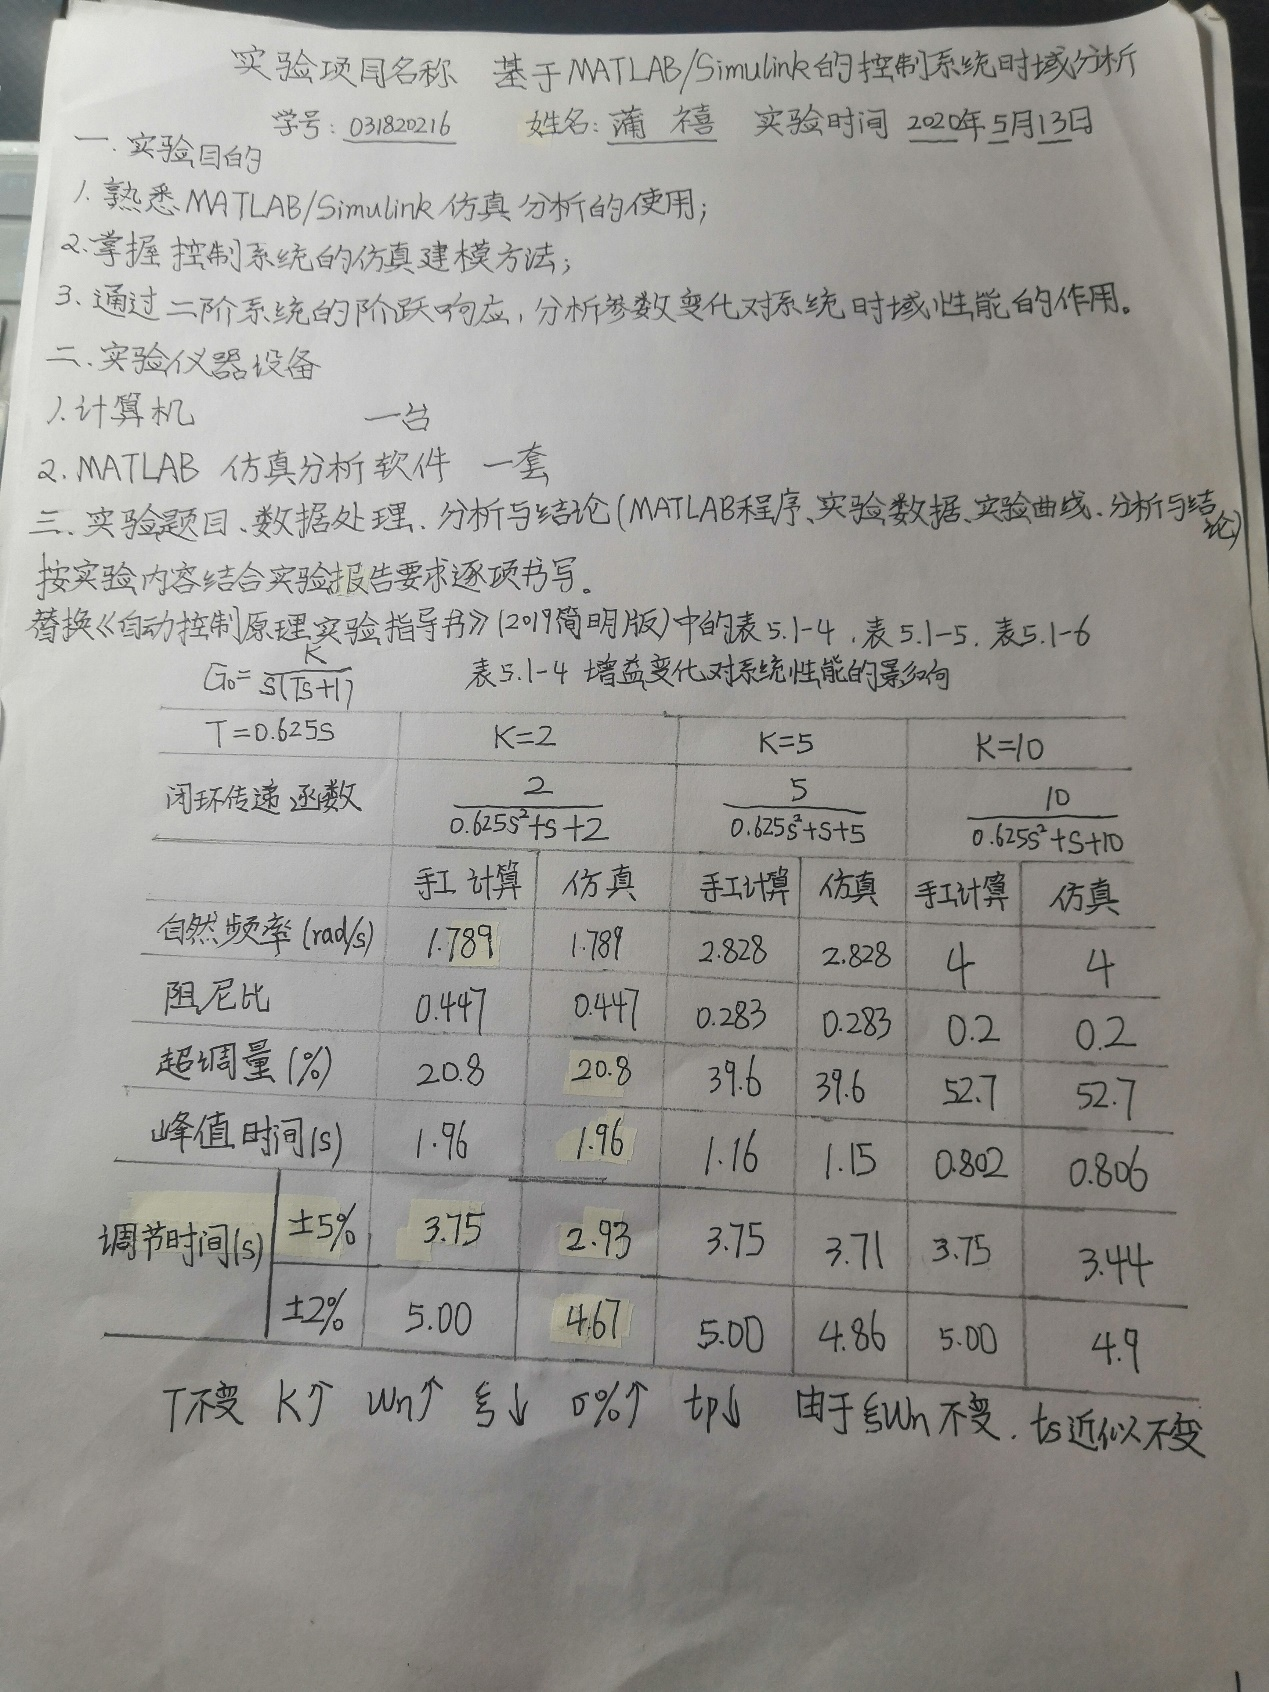 实验项目名称 基于MATLAB/Simulink的控制系统时域分析
学号: 031820216 姓名: 蒲禧 实验时间 2020年5月13日
一. 实验目的
1. 熟悉MATLAB/Simulink仿真分析的使用;
2. 掌握控制系统的仿真建模方法;
3. 通过二阶系统的阶跃响应, 分析参数变化对系统时域性能的作用。
二. 实验仪器设备
1. 计算机 一台
2. MATLAB 仿真分析软件 一套
三. 实验题目、数据处理、分析与结论(MATLAB程序、实验数据、实验曲线、分析与结论)
按实验内容结合实验报告要求逐项书写。
替换《自动控制原理实验指导书》(2019简明版)中的表5.1-4、表5.1-5、表5.1-6
G₀=K/S(TS+1) 表5.1-4 增益变化对系统性能的影响
T=0.625s K=2 K=5 K=10
闭环传递函数 2/0.625S²+S+2 5/0.625S²+S+5 10/0.625S²+S+10
手工计算 仿真 手工计算 仿真 手工计算 仿真
自然频率(rad/s) 1.789 1.789 2.828 2.828 4 4
阻尼比 0.447 0.447 0.283 0.283 0.2 0.2
超调量(%) 20.8 20.8 39.6 39.6 52.7 52.7
峰值时间(s) 1.96 1.96 1.16 1.15 0.802 0.806
调节时间(s) ±5% 3.75 2.93 3.75 3.71 3.75 3.44
±2% 5.00 4.67 5.00 4.86 5.00 4.9
T不变 K↑ Wn↑ ξ↓ σ%↑ tp↓ 由于ξWn不变. ts近似不变